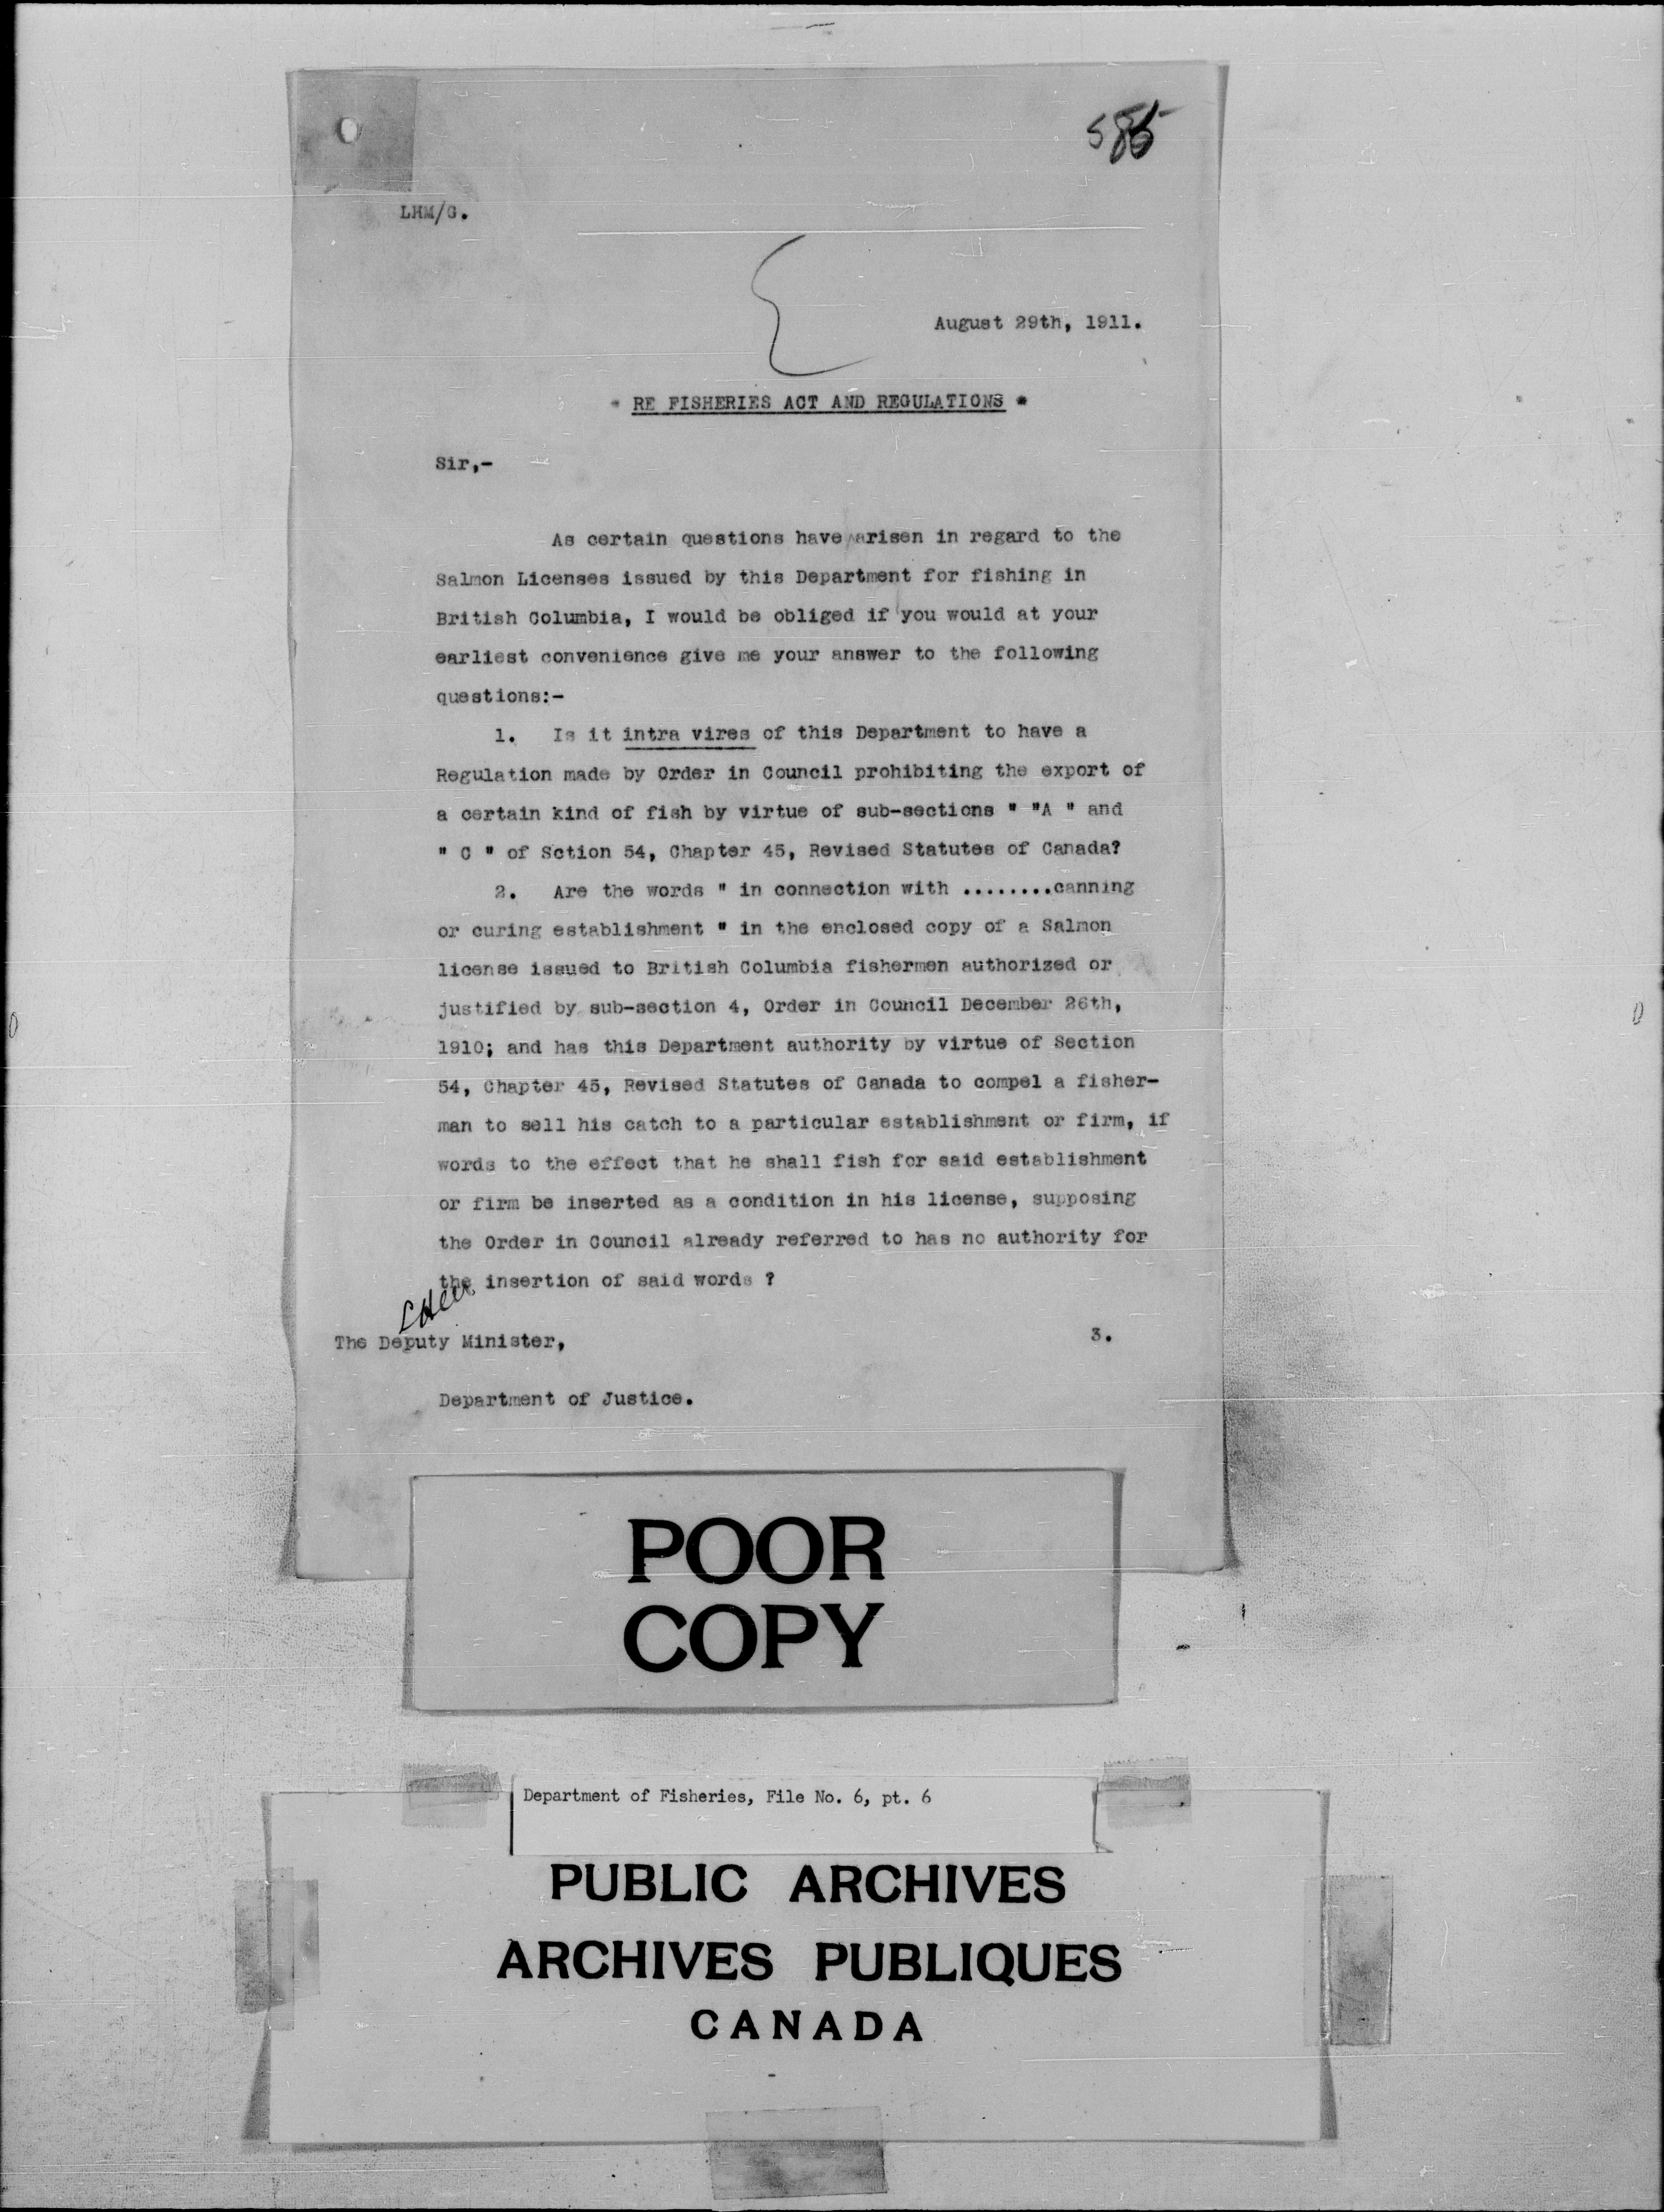 585
LHM/G.
August 29th, 1911.
" RE FISHERIES ACT AND REGULATIONS "
Sir,-
As certain questions have arisen in regard to the
Salmon Licenses issued by this Department for fishing in
British Columbia, I would be obliged if you would at your
earliest convenience give me your answer to the following
questions:-
1. Is it intra vires of this Department to have a
Regulation made by Order in Council prohibiting the export of
a certain kind of fish by virtue of sub-sections " "A " and
" C " of Sction 54, Chapter 45, Revised Statutes of Canada?
2. Are the words " in connection with ........canning
or curing establishment " in the enclosed copy of a Salmon
license issued to British Columbia fishermen authorized or
justified by sub-section 4, Order in Council December 26th,
1910; and has this Department authority by virtue of Section
54, Chapter 45, Revised Statutes of Canada to compel a fisher-
man to sell his catch to a particular establishment or firm, if
words to the effect that he shall fish for said establishment
or firm be inserted as a condition in his license, supposing
the Order in Council already referred to has no authority for
the insertion of said words ?
The Deputy Minister,
3.
Department of Justice.
POOR
COPY
Department of Fisheries, File No. 6, pt. 6
PUBLIC ARCHIVES
ARCHIVES PUBLIQUES
CANADA